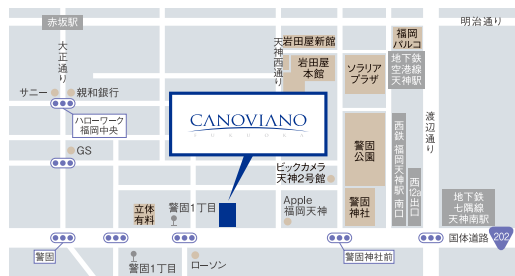 赤坂駅
明治通り
大正通り
天神西通り
岩田屋新館
岩田屋
本館
ソラリア
プラザ
福岡
パルコ
地下鉄
空港線
天神駅
渡辺通り
サニー
親和銀行
ハローワーク
福岡中央
GS
CANOVIANO
FUKUOKA
ビックカメラ
天神2号館
警固
公園
西鉄 福岡天神駅 南口
西12a出口
地下鉄
七隅線
天神南駅
立体
有料
警固1丁目
Apple
福岡天神
警固
神社
警固
警固1丁目
ローソン
警固神社前
国体道路
202